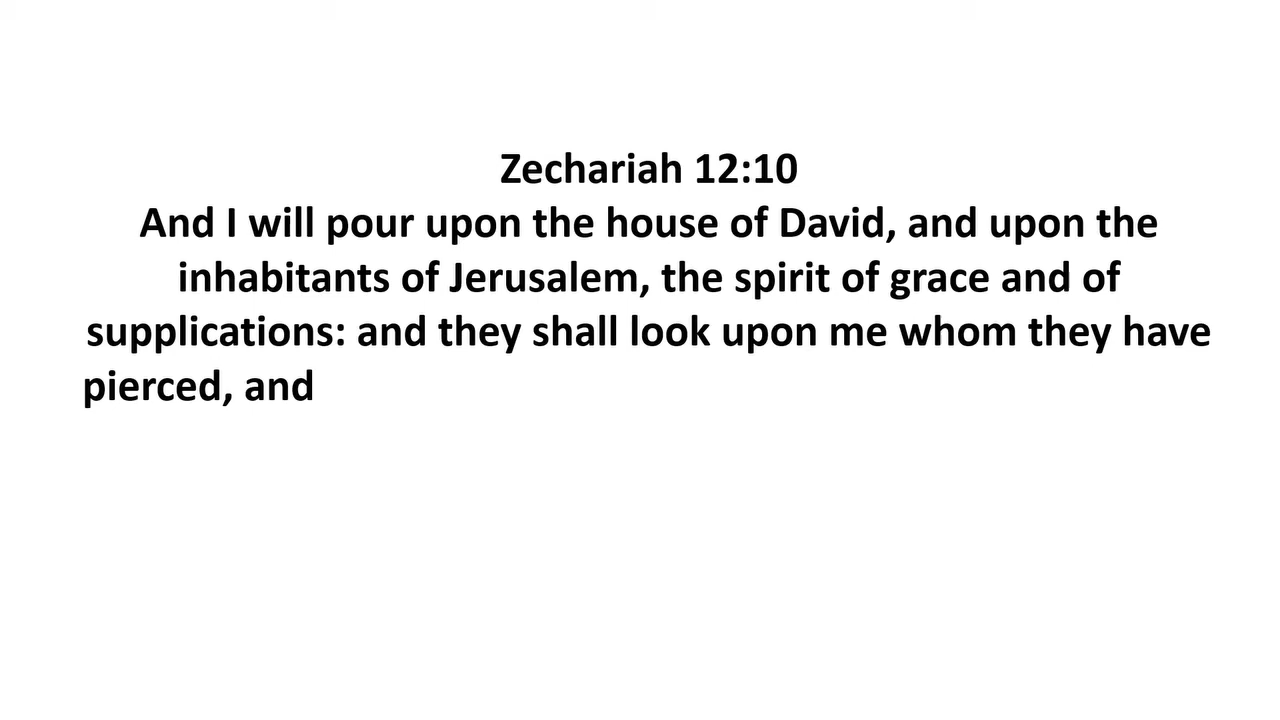 Zechariah 12:10
And I will pour upon the house of David, and upon the
inhabitants of Jerusalem, the spirit of grace and of
supplications: and they shall look upon me whom they have
pierced, and